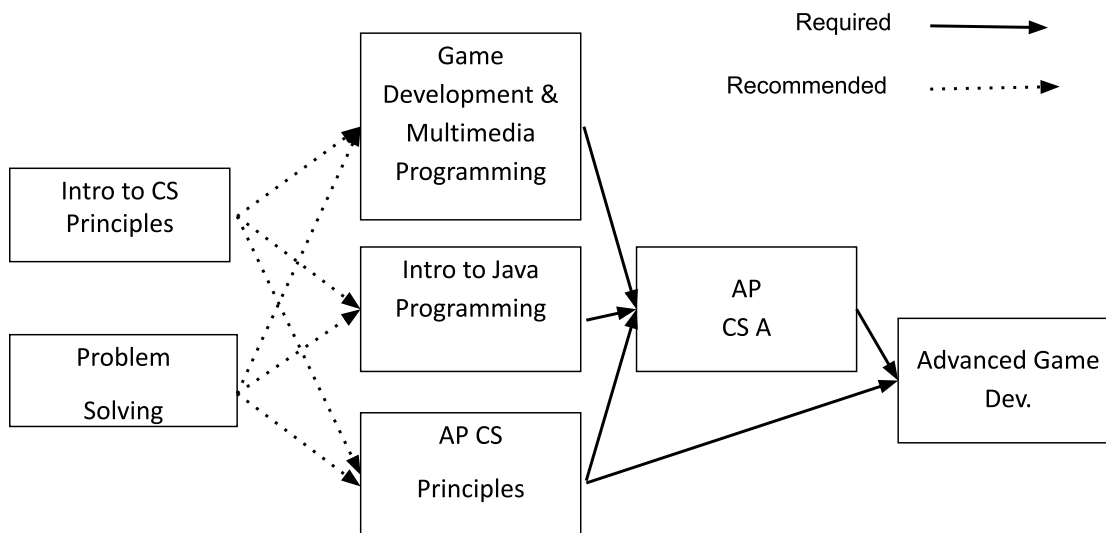 Required
Recommended
Game
Development &
Multimedia
Programming
Intro to CS
Principles
Intro to Java
Programming
AP
CS A
Problem
Solving
Advanced Game
Dev.
AP CS
Principles